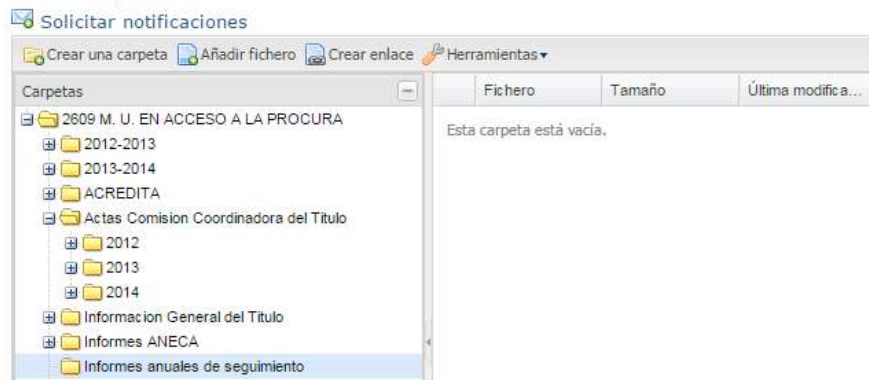 Solicitar notificaciones
Crear una carpeta Añadir fichero Crear enlace Herramientas
Carpetas Fichero Tamaño Última modifica...
2609 M. U. EN ACCESO A LA PROCURA
Esta carpeta está vacía.
2012-2013
2013-2014
ACREDITA
Actas Comision Coordinadora del Titulo
2012
2013
2014
Informacion General del Titulo
Informes ANECA
Informes anuales de seguimiento